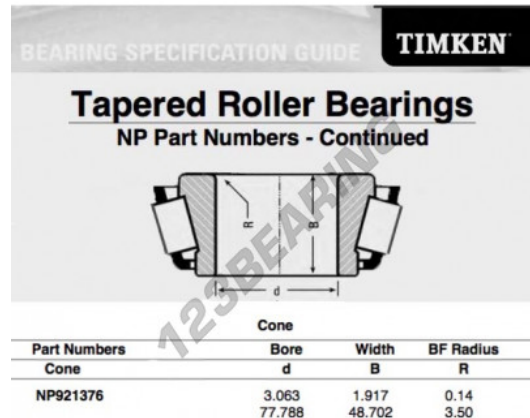 BEARING SPECIFICATION GUIDE
TIMKEN
Tapered Roller Bearings
NP Part Numbers - Continued
R
B
d
123BEARING
Cone
Part Numbers Bore Width BF Radius
Cone d B R
NP921376 3.063 1.917 0.14
77.788 48.702 3.50